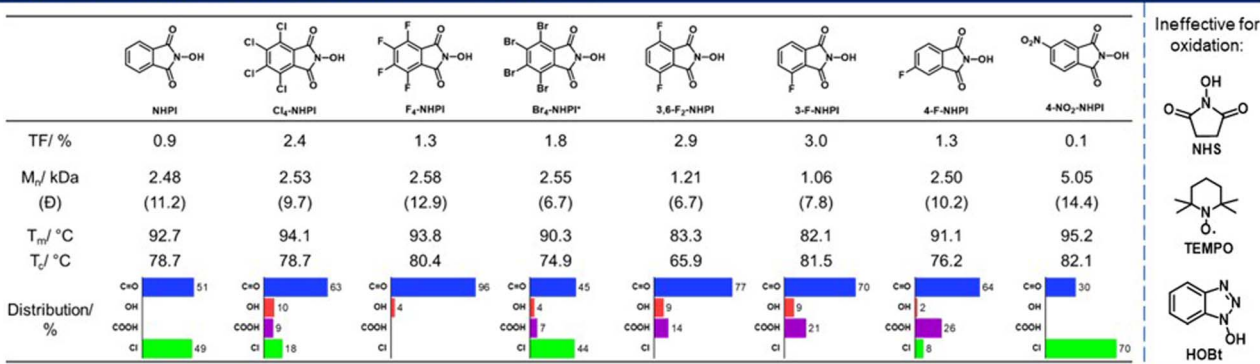 Cl Cl Cl Cl O O N-OH
NHPI Cl₄-NHPI F₄-NHPI Br₄-NHPI* 3,6-F₂-NHPI 3-F-NHPI 4-F-NHPI 4-NO₂-NHPI
TF/ % 0.9 2.4 1.3 1.8 2.9 3.0 1.3 0.1
Mₙ/ kDa 2.48 2.53 2.58 2.55 1.21 1.06 2.50 5.05
(Đ) (11.2) (9.7) (12.9) (6.7) (6.7) (7.8) (10.2) (14.4)
Tₘ/ °C 92.7 94.1 93.8 90.3 83.3 82.1 91.1 95.2
T꜀/ °C 78.7 78.7 80.4 74.9 65.9 81.5 76.2 82.1
Distribution/
%
C=O 51 C=O 63 C=O 96 C=O 45 C=O 77 C=O 70 C=O 64 C=O 30
OH OH 10 OH 4 OH 4 OH 9 OH 9 OH 2 OH
COOH COOH 9 COOH COOH 7 COOH 14 COOH 21 COOH 26 COOH
Cl 49 Cl 18 Cl Cl 44 Cl Cl Cl 8 Cl 70
Ineffective for
oxidation:
OH
O N O
NHS
N
O·
TEMPO
N
N
N
OH
HOBt